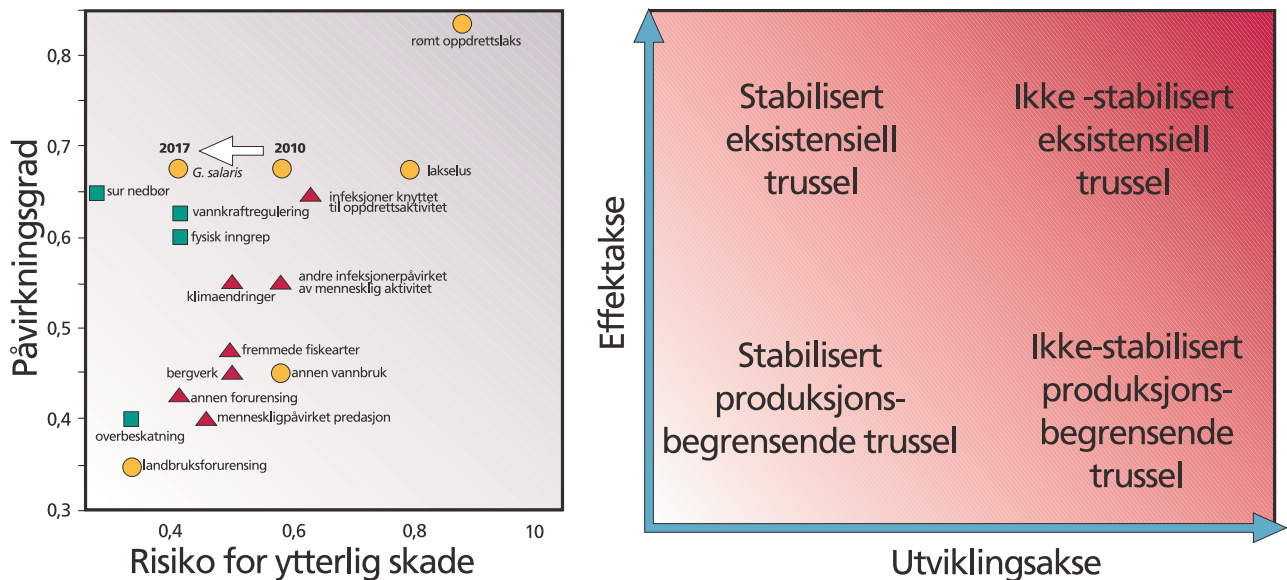 Påvirkningsgrad
0,8
0,7
0,6
0,5
0,4
0,3
rømt oppdrettslaks
2017
2010
G. salaris
lakselus
sur nedbør
infeksjoner knyttet
til oppdrettsaktivitet
vannkraftregulering
fysisk inngrep
andre infeksjonerpåvirket
av mennesklig aktivitet
klimaendringer
fremmede fiskearter
bergverk
annen vannbruk
annen forurensing
menneskligpåvirket predasjon
overbeskatning
landbruksforurensing
0,4
0,6
0,8
10
Risiko for ytterlig skade
Effektakse
Stabilisert
eksistensiell
trussel
Ikke -stabilisert
eksistensiell
trussel
Stabilisert
produksjons-
begrensende trussel
Ikke-stabilisert
produksjons-
begrensende
trussel
Utviklingsakse